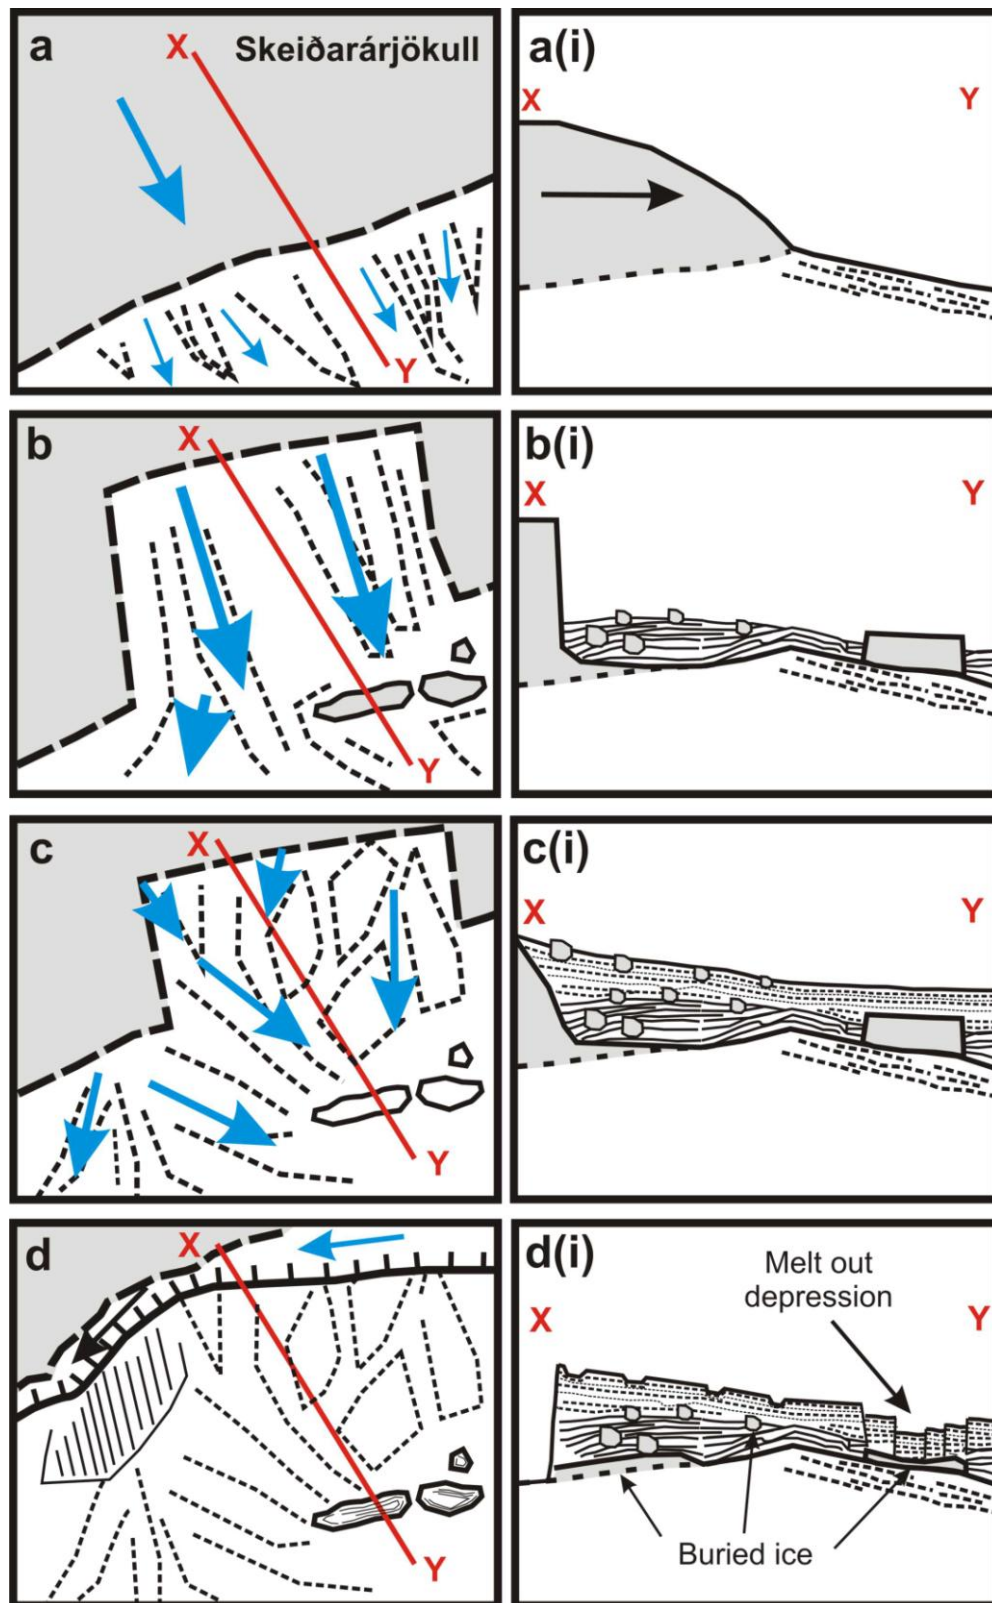 a
X
Skeiðarárjökull
Y
a(i)
X
Y
b
X
Y
b(i)
X
Y
c
X
Y
c(i)
X
Y
d
X
Y
d(i)
Melt out
depression
X
Y
Buried ice